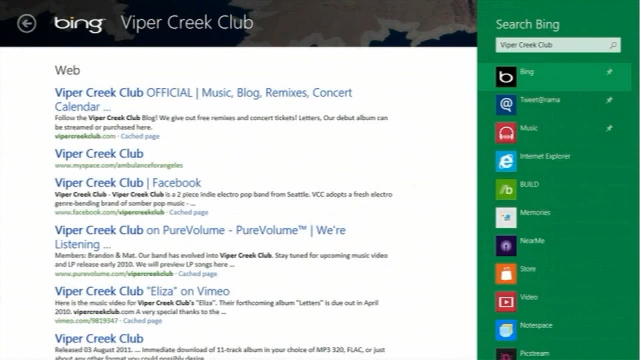 bing
Viper Creek Club
Web
Viper Creek Club OFFICIAL | Music, Blog, Remixes, Concert
Calendar ...
Follow the Viper Creek Club Blog! We give out free remixes and concert tickets! Letters, Our debut album can
be streamed or purchased here.
vipercreekclub.com · Cached page
Viper Creek Club
www.myspace.com/ambulanceforangeles
Viper Creek Club | Facebook
Viper Creek Club - Viper Creek Club is a 2 piece indie electro pop band from Seattle. VCC adopts a fresh electro
genre-bending brand of somber pop music - ...
www.facebook.com/vipercreekclub · Cached page
Viper Creek Club on PureVolume - PureVolume™ | We're
Listening ...
Members: Brandon & Mat. Our band has evolved into Viper Creek Club. Stay tuned for upcoming music video
and LP release early 2010. We will preview LP songs here ...
www.purevolume.com/vipercreekclub · Cached page
Viper Creek Club "Eliza" on Vimeo
Here is the music video for Viper Creek Club's "Eliza". Their forthcoming album "Letters" is due out in April
2010. vipercreekclub.com A very special thanks to the ...
vimeo.com/9819347 · Cached page
Viper Creek Club
Released 03 August 2011. ... Immediate download of 11-track album in your choice of MP3 320, FLAC, or just
about any other format you could possibly desire.
Search Bing
Viper Creek Club
Bing
Tweet@rama
Music
Internet Explorer
BUILD
Memories
NearMe
Store
Video
Notespace
Picstream